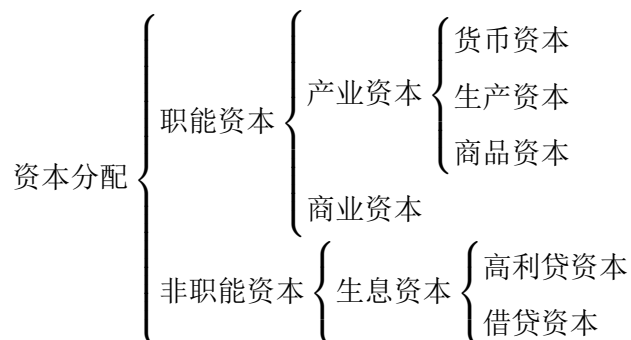 资本分配
职能资本
产业资本
货币资本
生产资本
商品资本
商业资本
非职能资本
生息资本
高利贷资本
借贷资本